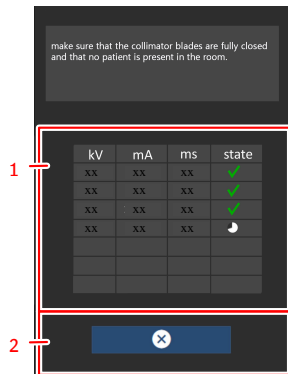 make sure that the collimator blades are fully closed
and that no patient is present in the room.
kV mA ms state
1
xx xx xx
xx xx xx
xx xx xx
xx xx xx
2